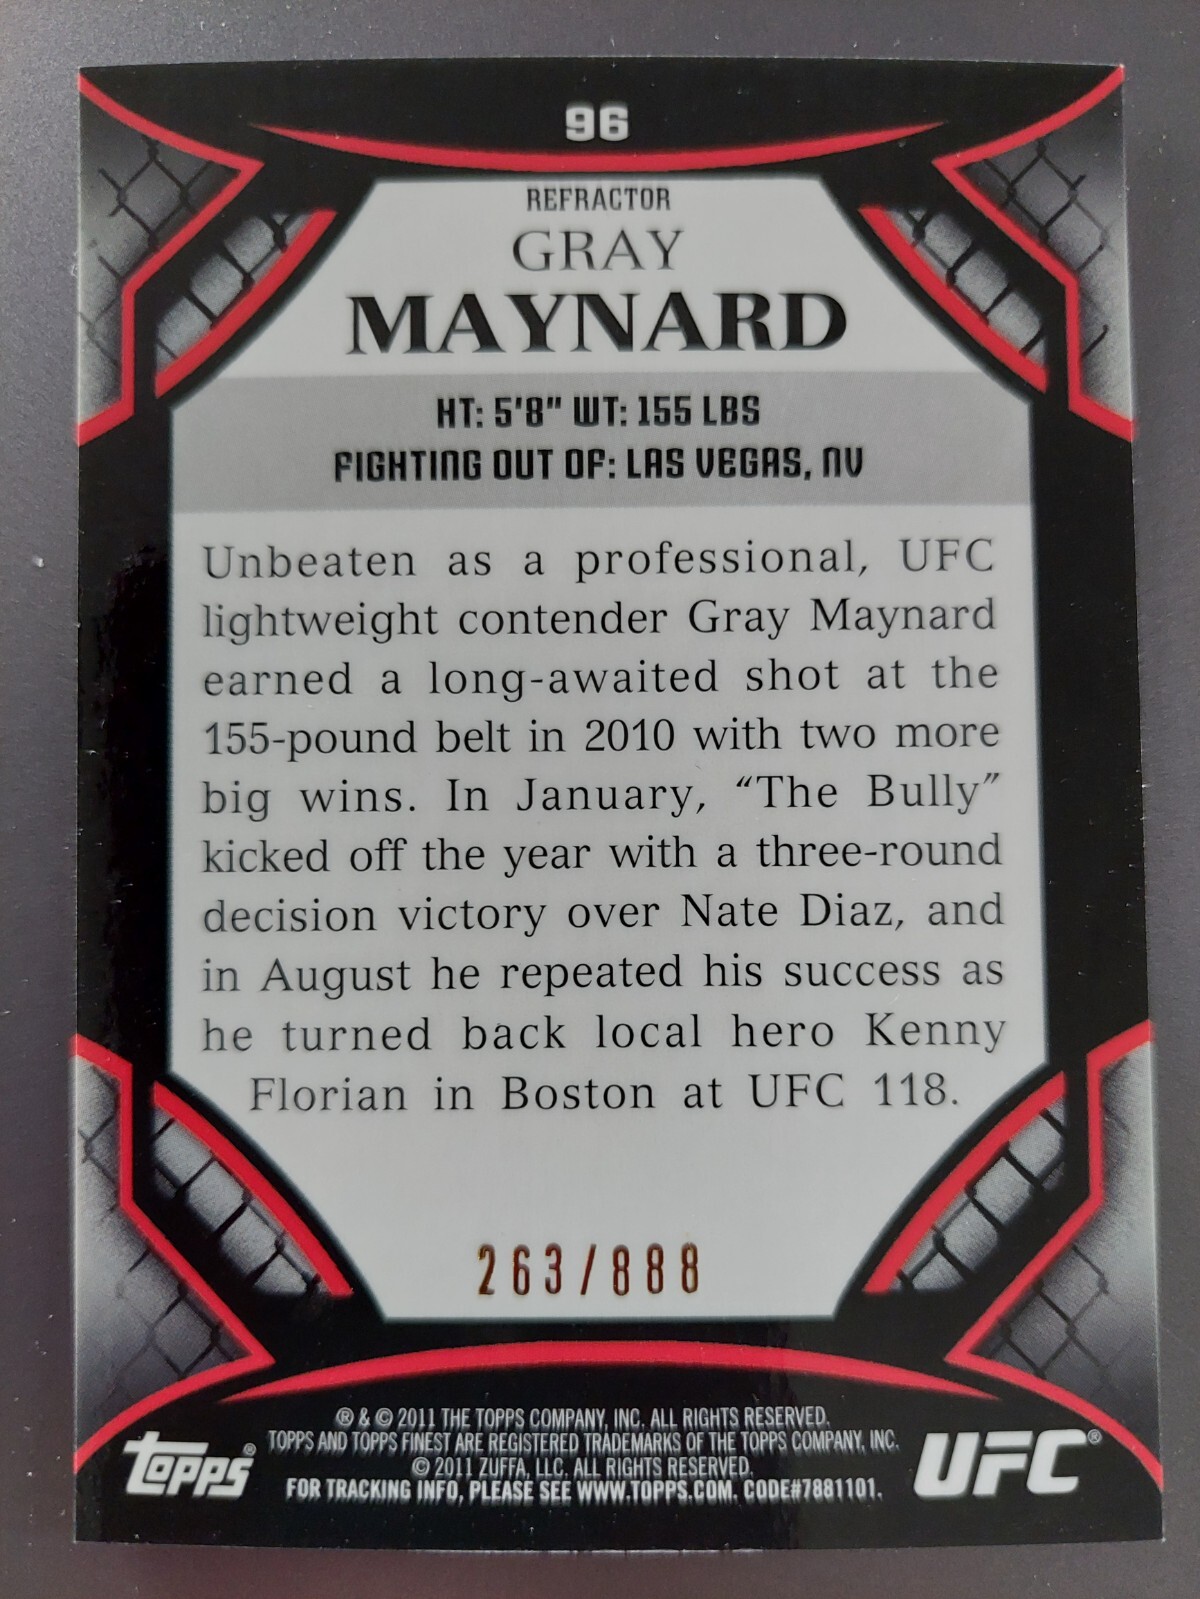 96
REFRACTOR
GRAY
MAYNARD
HT: 5'8" WT: 155 LBS
FIGHTING OUT OF: LAS VEGAS, NV
Unbeaten as a professional, UFC
lightweight contender Gray Maynard
earned a long-awaited shot at the
155-pound belt in 2010 with two more
big wins. In January, “The Bully”
kicked off the year with a three-round
decision victory over Nate Diaz, and
in August he repeated his success as
he turned back local hero Kenny
Florian in Boston at UFC 118.
263/888
® & © 2011 THE TOPPS COMPANY, INC. ALL RIGHTS RESERVED.
TOPPS AND TOPPS FINEST ARE REGISTERED TRADEMARKS OF THE TOPPS COMPANY, INC.
© 2011 ZUFFA, LLC. ALL RIGHTS RESERVED.
FOR TRACKING INFO, PLEASE SEE WWW.TOPPS.COM. CODE#7881101.
Topps®
UFC®